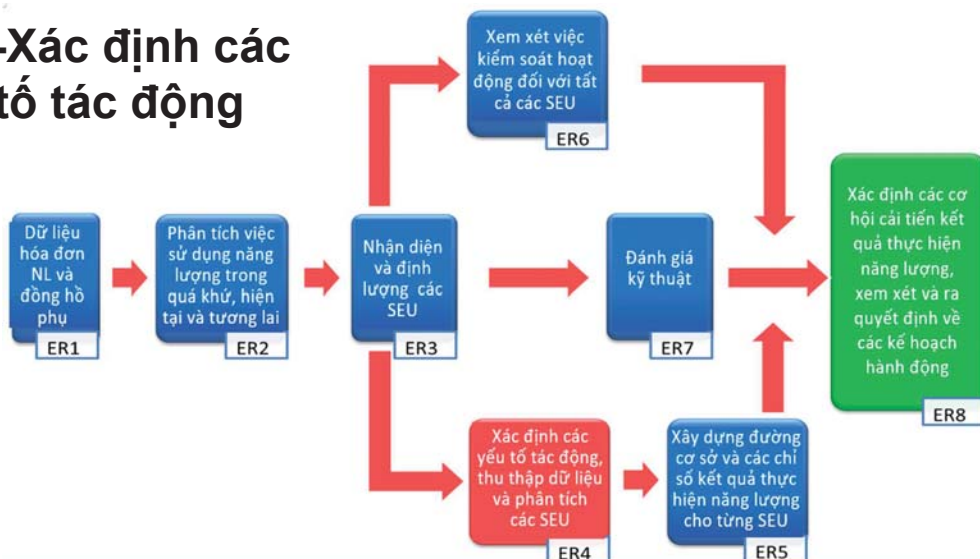 -Xác định các
tố tác động
Xem xét việc
kiểm soát hoạt
động đối với tất
cả các SEU
ER6
Dữ liệu
hóa đơn
NL và
đồng hồ
phụ
ER1
Phân tích việc
sử dụng năng
lượng trong
quá khứ, hiện
tại và tương lai
ER2
Nhận diện
và định
lượng các
SEU
ER3
Đánh giá
kỹ thuật
ER7
Xác định các cơ
hội cải tiến kết
quả thực hiện
năng lượng,
xem xét và ra
quyết định về
các kế hoạch
hành động
ER8
Xác định các
yếu tố tác động,
thu thập dữ liệu
và phân tích
các SEU
ER4
Xây dựng đường
cơ sở và các chỉ
số kết quả thực
hiện năng lượng
cho từng SEU
ER5